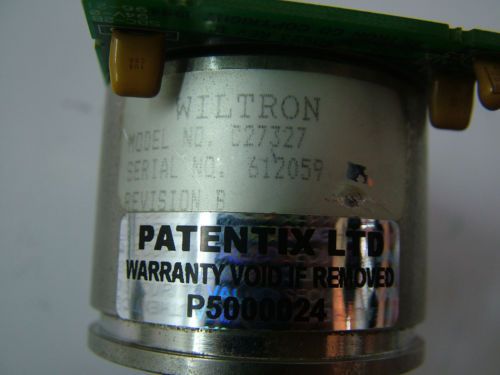 WILTRON
MODEL NO. C27327
SERIAL NO. 612059
REVISION B
PATENTIX LTD
WARRANTY VOID IF REMOVED
P5000024